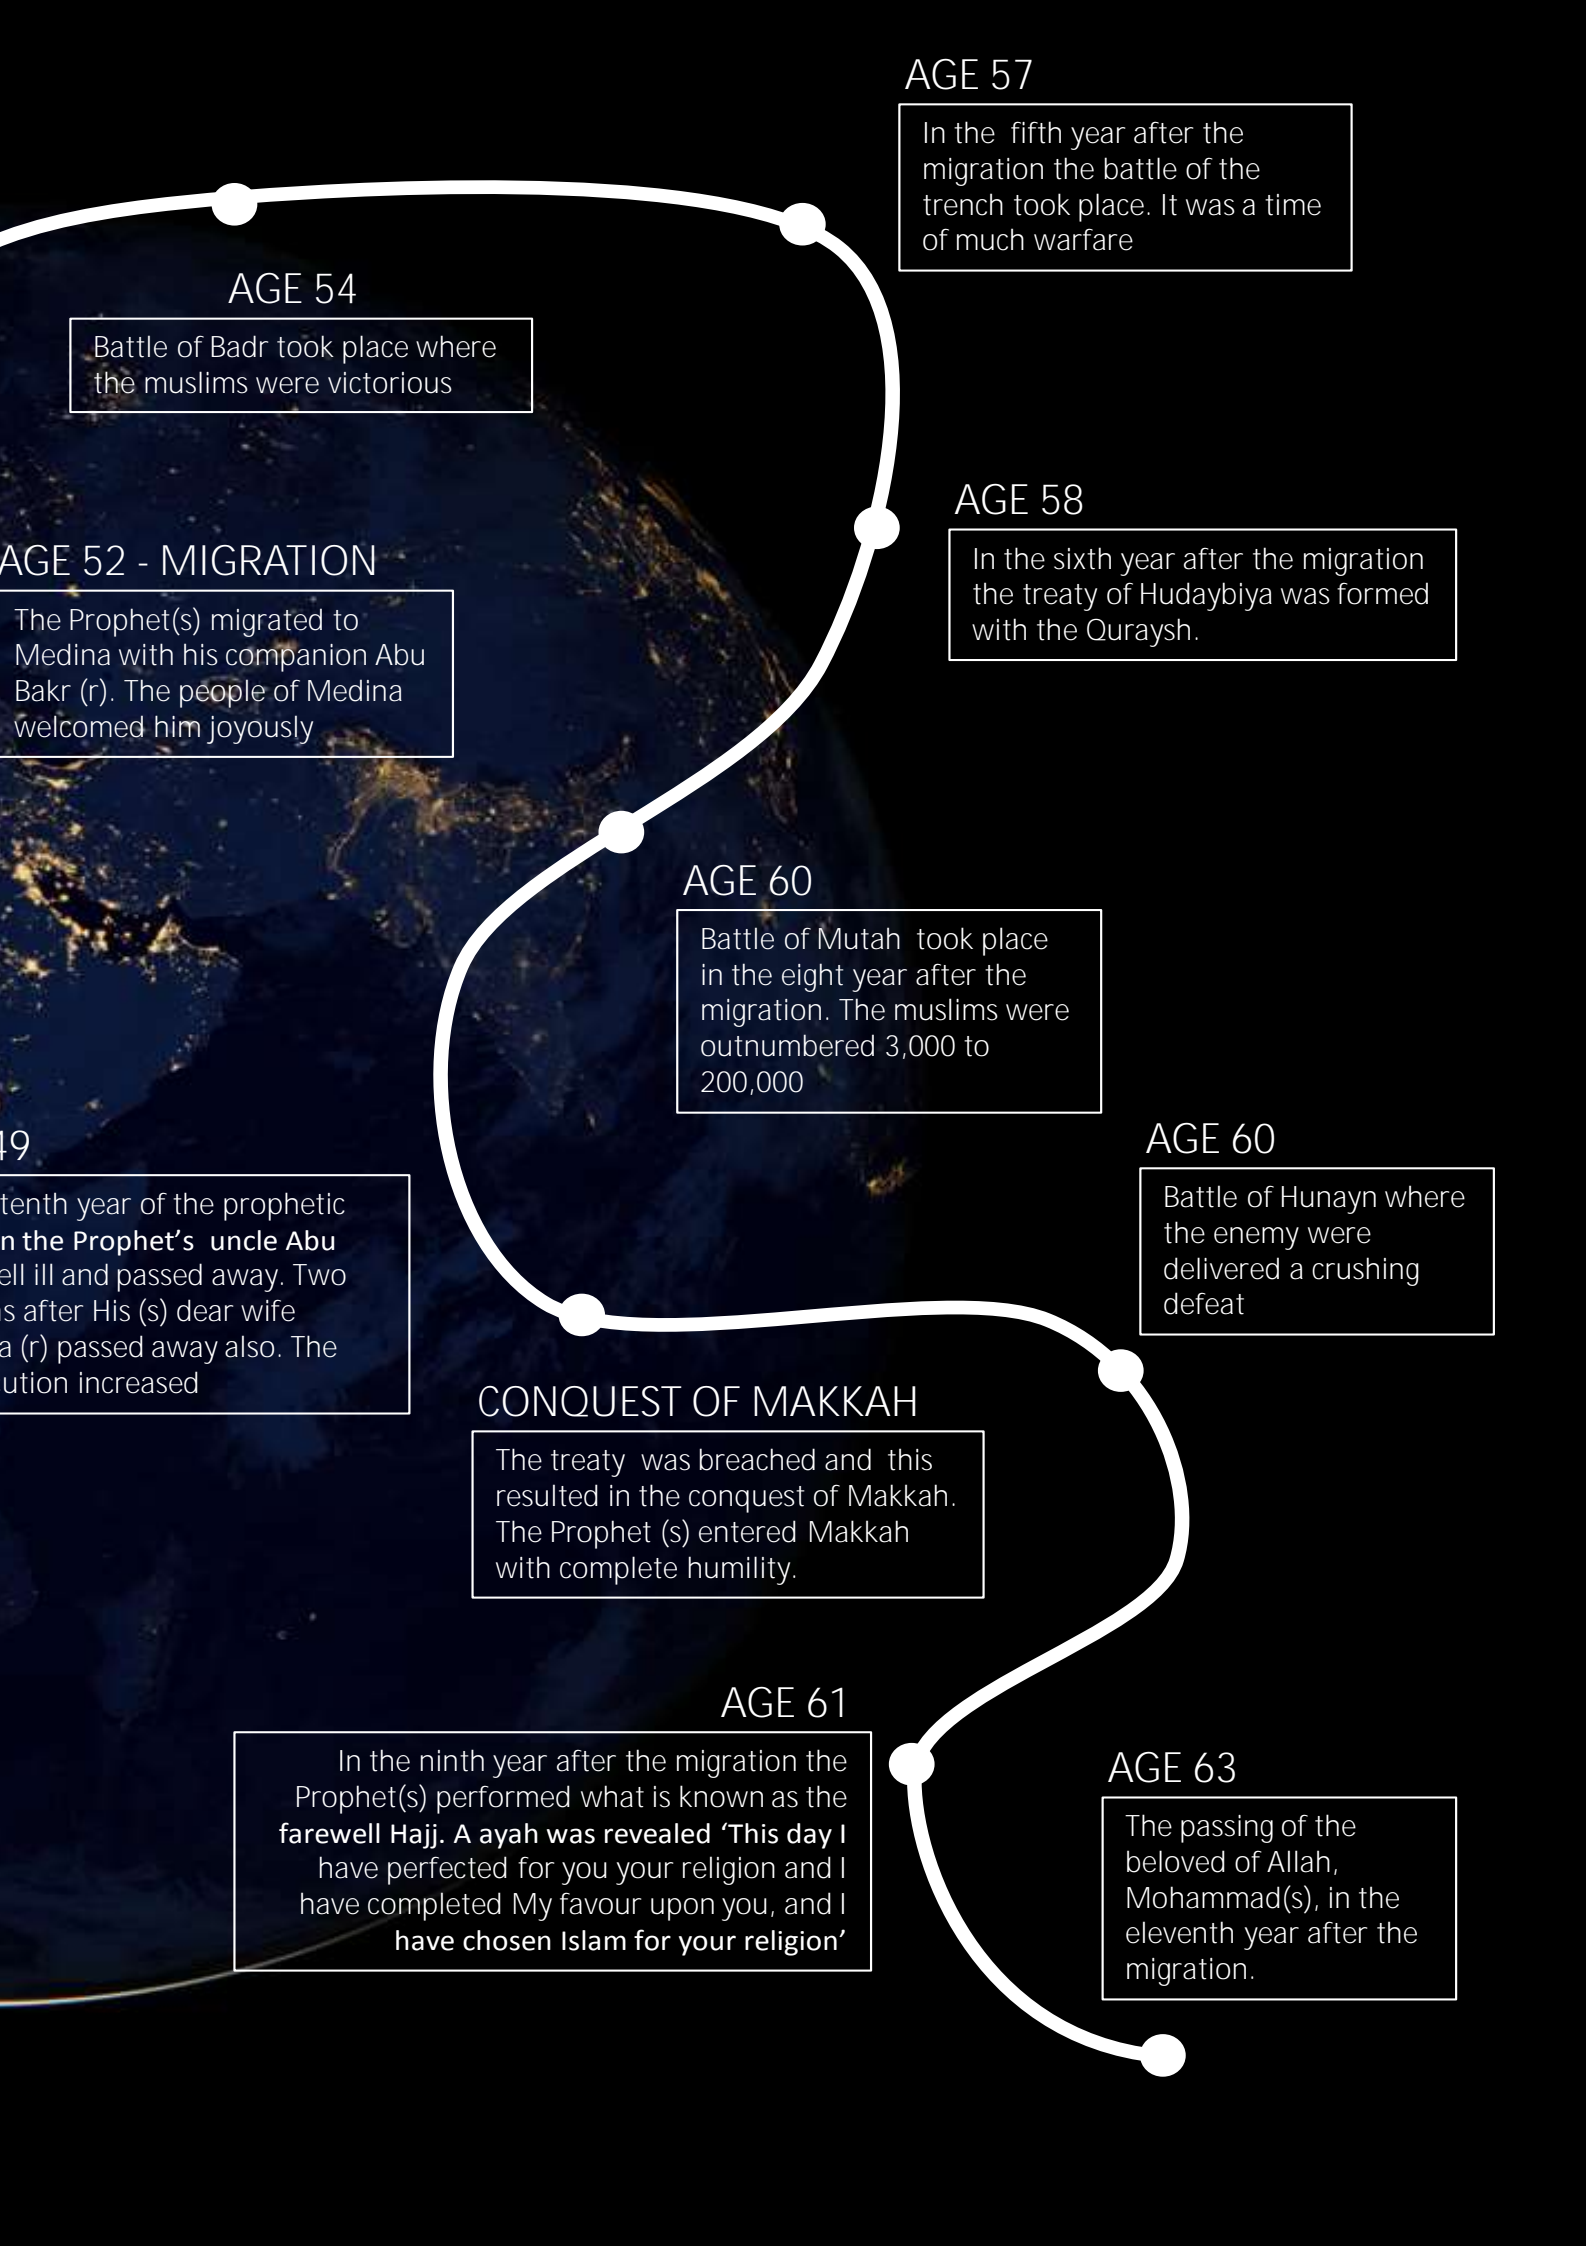 AGE 57
In the fifth year after the
migration the battle of the
trench took place. It was a time
of much warfare
AGE 54
Battle of Badr took place where
the muslims were victorious
AGE 58
In the sixth year after the migration
the treaty of Hudaybiya was formed
with the Quraysh.
AGE 52 - MIGRATION
The Prophet(s) migrated to
Medina with his companion Abu
Bakr (r). The people of Medina
welcomed him joyously
AGE 60
Battle of Mutah took place
in the eight year after the
migration. The muslims were
outnumbered 3,000 to
200,000
49
tenth year of the prophetic
n the Prophet’s uncle Abu
ell ill and passed away. Two
s after His (s) dear wife
a (r) passed away also. The
ution increased
AGE 60
Battle of Hunayn where
the enemy were
delivered a crushing
defeat
CONQUEST OF MAKKAH
The treaty was breached and this
resulted in the conquest of Makkah.
The Prophet (s) entered Makkah
with complete humility.
AGE 61
In the ninth year after the migration the
Prophet(s) performed what is known as the
farewell Hajj. A ayah was revealed ‘This day I
have perfected for you your religion and I
have completed My favour upon you, and I
have chosen Islam for your religion’
AGE 63
The passing of the
beloved of Allah,
Mohammad(s), in the
eleventh year after the
migration.